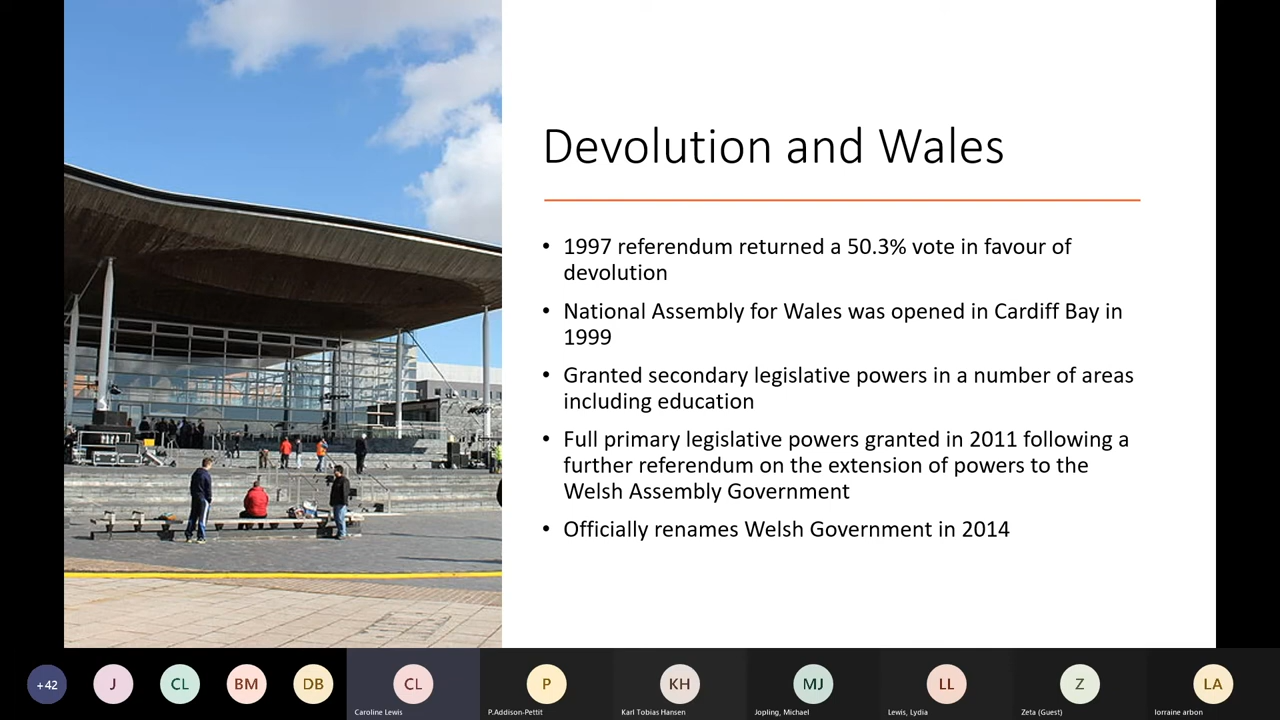 Devolution and Wales
• 1997 referendum returned a 50.3% vote in favour of
devolution
• National Assembly for Wales was opened in Cardiff Bay in
1999
• Granted secondary legislative powers in a number of areas
including education
• Full primary legislative powers granted in 2011 following a
further referendum on the extension of powers to the
Welsh Assembly Government
• Officially renames Welsh Government in 2014
+42
J
CL
BM
DB
CL
Caroline Lewis
P
P.Addison-Pettit
KH
Karl Tobias Hansen
MJ
Jopling, Michael
LL
Lewis, Lydia
Z
Zeta (Guest)
LA
lorraine arbon